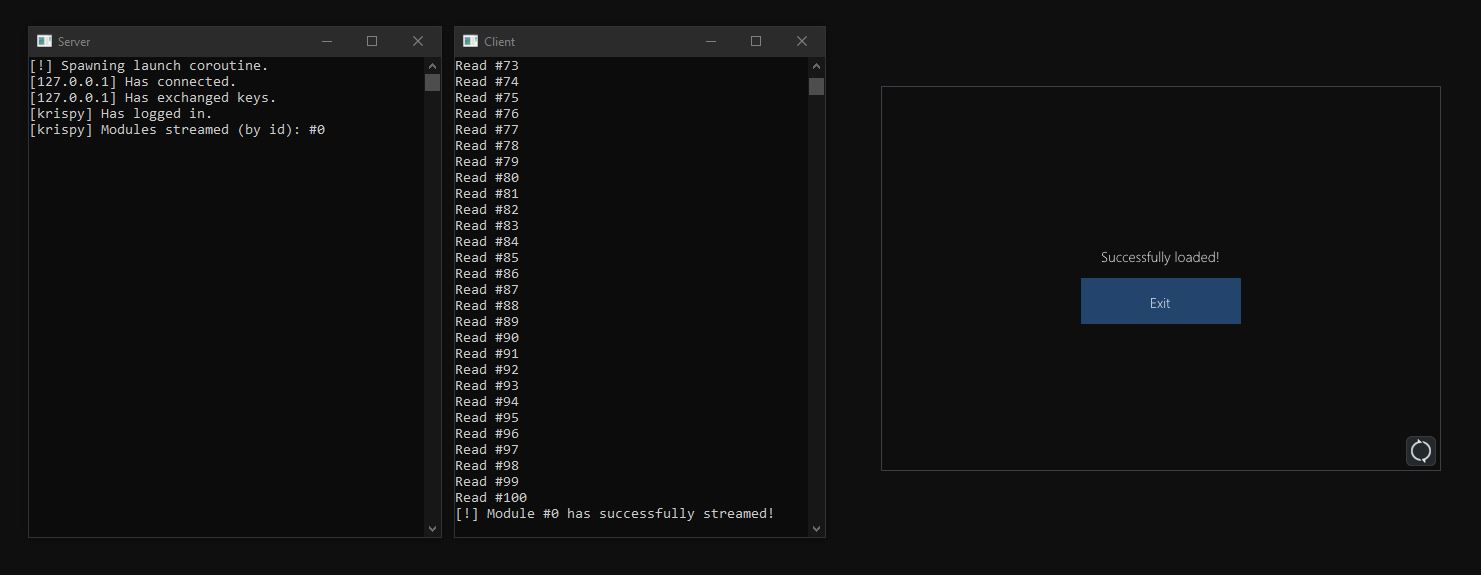 Server
[!] Spawning launch coroutine.
[127.0.0.1] Has connected.
[127.0.0.1] Has exchanged keys.
[krispy] Has logged in.
[krispy] Modules streamed (by id): #0
Client
Read #73
Read #74
Read #75
Read #76
Read #77
Read #78
Read #79
Read #80
Read #81
Read #82
Read #83
Read #84
Read #85
Read #86
Read #87
Read #88
Read #89
Read #90
Read #91
Read #92
Read #93
Read #94
Read #95
Read #96
Read #97
Read #98
Read #99
Read #100
[!] Module #0 has successfully streamed!
Successfully loaded!
Exit